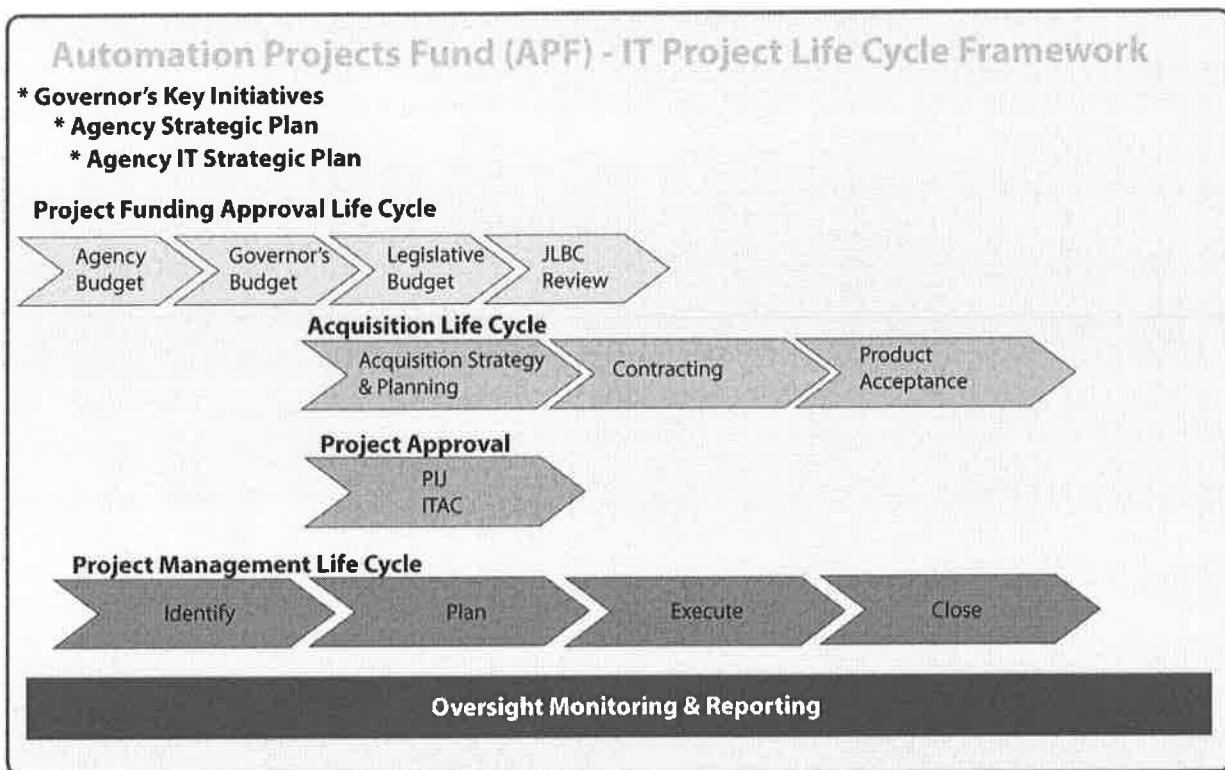 Automation Projects Fund (APF) - IT Project Life Cycle Framework
* Governor's Key Initiatives
* Agency Strategic Plan
* Agency IT Strategic Plan
Project Funding Approval Life Cycle
Agency
Budget
Governor's
Budget
Legislative
Budget
JLBC
Review
Acquisition Life Cycle
Acquisition Strategy
& Planning
Contracting
Product
Acceptance
Project Approval
PIJ
ITAC
Project Management Life Cycle
Identify
Plan
Execute
Close
Oversight Monitoring & Reporting